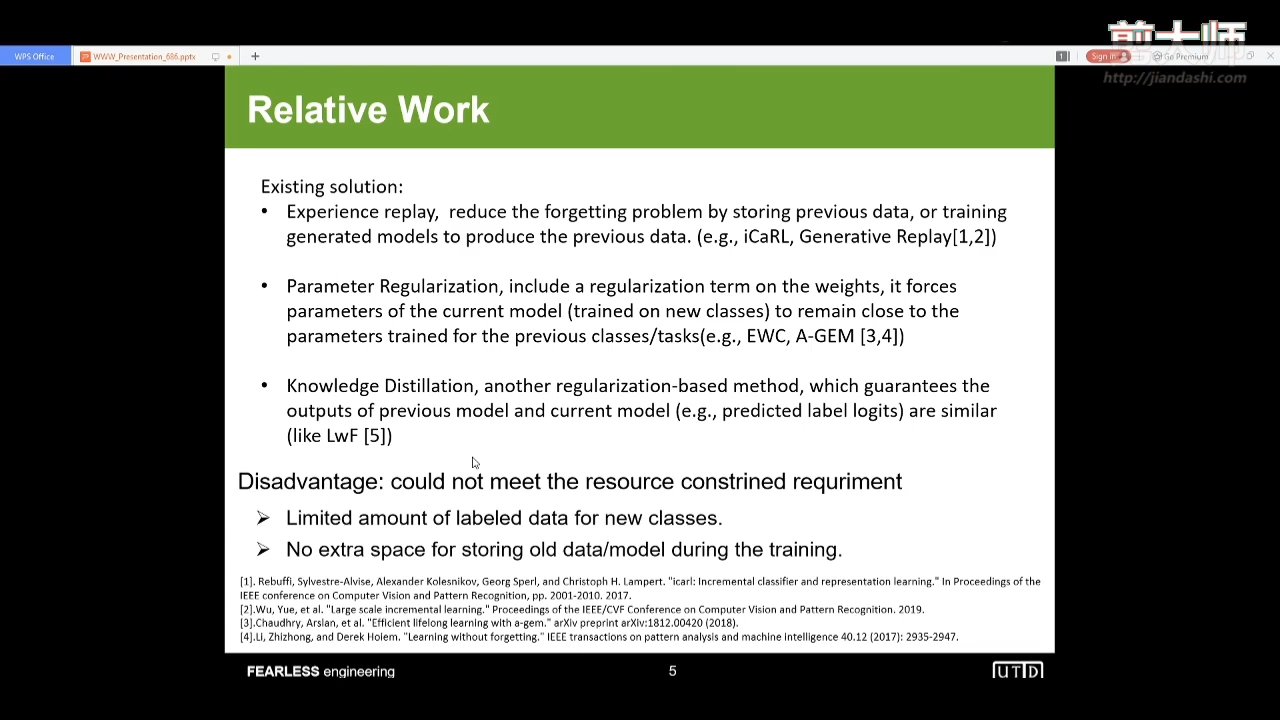 剪大师
http://jiandashi.com
WPS Office
WWW_Presentation_686.pptx
1
Sign in
Go Premium
Relative Work
Existing solution:
• Experience replay, reduce the forgetting problem by storing previous data, or training
generated models to produce the previous data. (e.g., iCaRL, Generative Replay[1,2])
• Parameter Regularization, include a regularization term on the weights, it forces
parameters of the current model (trained on new classes) to remain close to the
parameters trained for the previous classes/tasks(e.g., EWC, A-GEM [3,4])
• Knowledge Distillation, another regularization-based method, which guarantees the
outputs of previous model and current model (e.g., predicted label logits) are similar
(like LwF [5])
Disadvantage: could not meet the resource constrined requriment
➢ Limited amount of labeled data for new classes.
➢ No extra space for storing old data/model during the training.
[1]. Rebuffi, Sylvestre-Alvise, Alexander Kolesnikov, Georg Sperl, and Christoph H. Lampert. "icarl: Incremental classifier and representation learning." In Proceedings of the
IEEE conference on Computer Vision and Pattern Recognition, pp. 2001-2010. 2017.
[2].Wu, Yue, et al. "Large scale incremental learning." Proceedings of the IEEE/CVF Conference on Computer Vision and Pattern Recognition. 2019.
[3].Chaudhry, Arslan, et al. "Efficient lifelong learning with a-gem." arXiv preprint arXiv:1812.00420 (2018).
[4].Li, Zhizhong, and Derek Hoiem. "Learning without forgetting." IEEE transactions on pattern analysis and machine intelligence 40.12 (2017): 2935-2947.
FEARLESS engineering
5
UTD